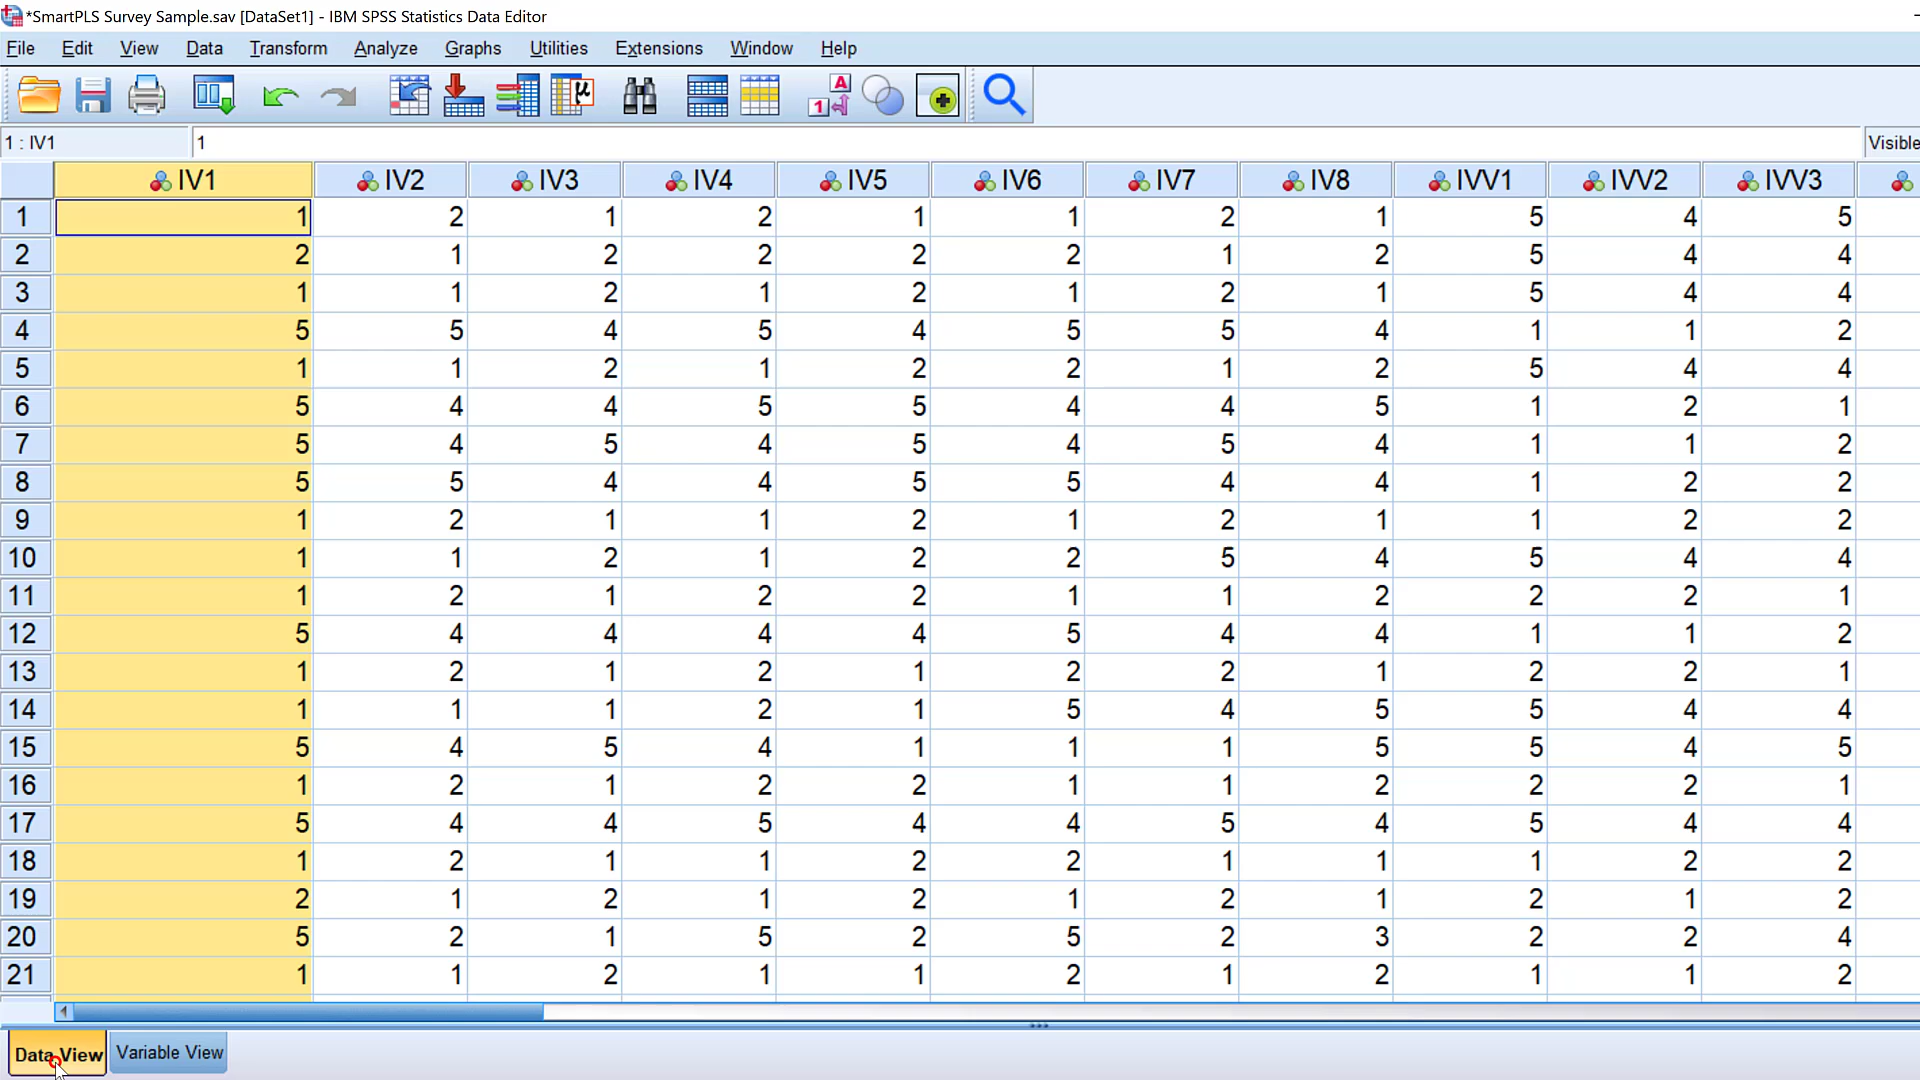 *SmartPLS Survey Sample.sav [DataSet1] - IBM SPSS Statistics Data Editor
File Edit View Data Transform Analyze Graphs Utilities Extensions Window Help
1 : IV1 1 Visible
IV1 IV2 IV3 IV4 IV5 IV6 IV7 IV8 IVV1 IVV2 IVV3
1 1 2 1 2 1 1 2 1 5 4 5
2 2 1 2 2 2 2 1 2 5 4 4
3 1 1 2 1 2 1 2 1 5 4 4
4 5 5 4 5 4 5 5 4 1 1 2
5 1 1 2 1 2 2 1 2 5 4 4
6 5 4 4 5 5 4 4 5 1 2 1
7 5 4 5 4 5 4 5 4 1 1 2
8 5 5 4 4 5 5 4 4 1 2 2
9 1 2 1 1 2 1 2 1 1 2 2
10 1 1 2 1 2 2 5 4 5 4 4
11 1 2 1 2 2 1 1 2 2 2 1
12 5 4 4 4 4 5 4 4 1 1 2
13 1 2 1 2 1 2 2 1 2 2 1
14 1 1 1 2 1 5 4 5 5 4 4
15 5 4 5 4 1 1 1 5 5 4 5
16 1 2 1 2 2 1 1 2 2 2 1
17 5 4 4 5 4 4 5 4 5 4 4
18 1 2 1 1 2 2 1 1 1 2 2
19 2 1 2 1 2 1 2 1 2 1 2
20 5 2 1 5 2 5 2 3 2 2 4
21 1 1 2 1 1 2 1 2 1 1 2
Data View Variable View